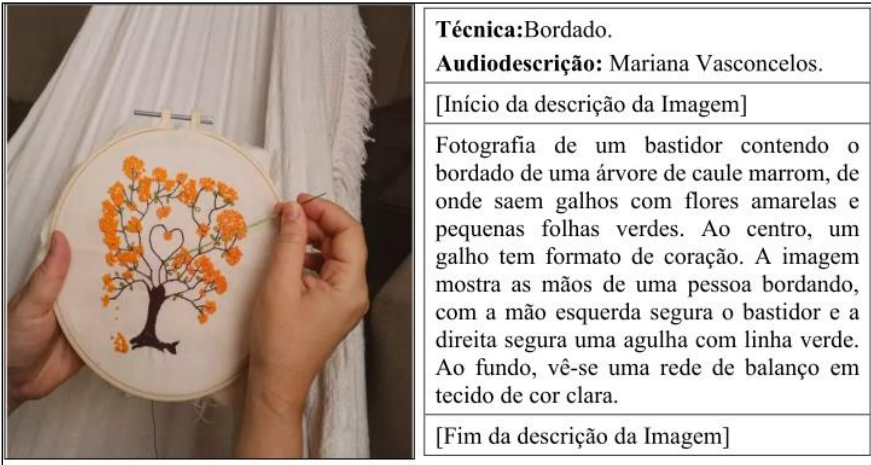 Técnica:Bordado.
Audiodescrição: Mariana Vasconcelos.
[Início da descrição da Imagem]
Fotografia de um bastidor contendo o
bordado de uma árvore de caule marrom, de
onde saem galhos com flores amarelas e
pequenas folhas verdes. Ao centro, um
galho tem formato de coração. A imagem
mostra as mãos de uma pessoa bordando,
com a mão esquerda segura o bastidor e a
direita segura uma agulha com linha verde.
Ao fundo, vê-se uma rede de balanço em
tecido de cor clara.
[Fim da descrição da Imagem]